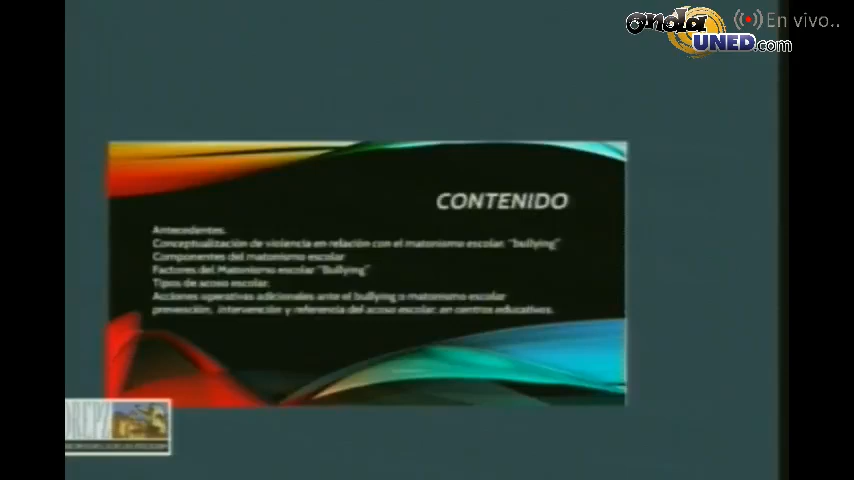 onda
UNED.com
En vivo..
CONTENIDO
Antecedentes.
Conceptualización de violencia en relación con el matonismo escolar. "bullying"
Componentes del matonismo escolar
Factores del Matonismo escolar "Bullying"
Tipos de acoso escolar.
Acciones operativas adicionales ante el bullying o matonismo escolar
prevención, intervención y referencia del acoso escolar, en centros educativos.